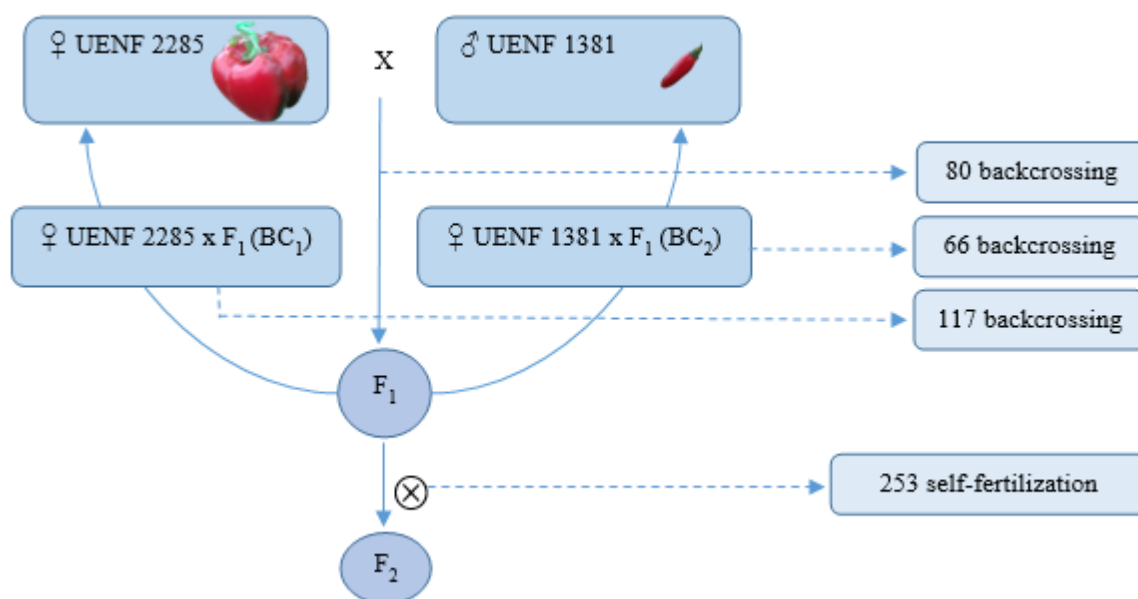 ♀ UENF 2285
x
♂ UENF 1381
80 backcrossing
♀ UENF 2285 x F₁ (BC₁)
♀ UENF 1381 x F₁ (BC₂)
66 backcrossing
117 backcrossing
F₁
253 self-fertilization
F₂